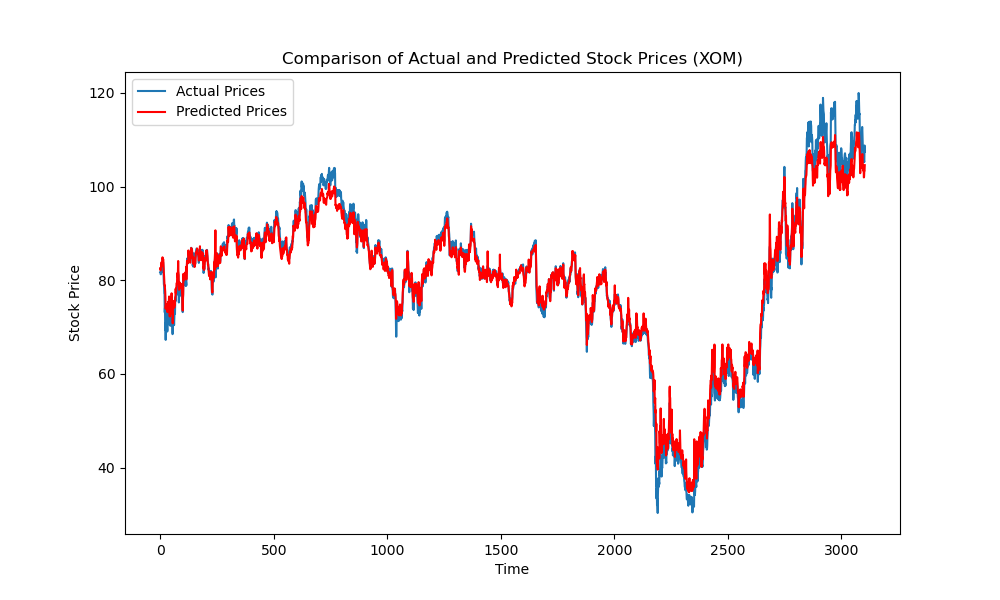 Comparison of Actual and Predicted Stock Prices (XOM)
Actual Prices
Predicted Prices
Stock Price
120
100
80
60
40
0 500 1000 1500 2000 2500 3000
Time